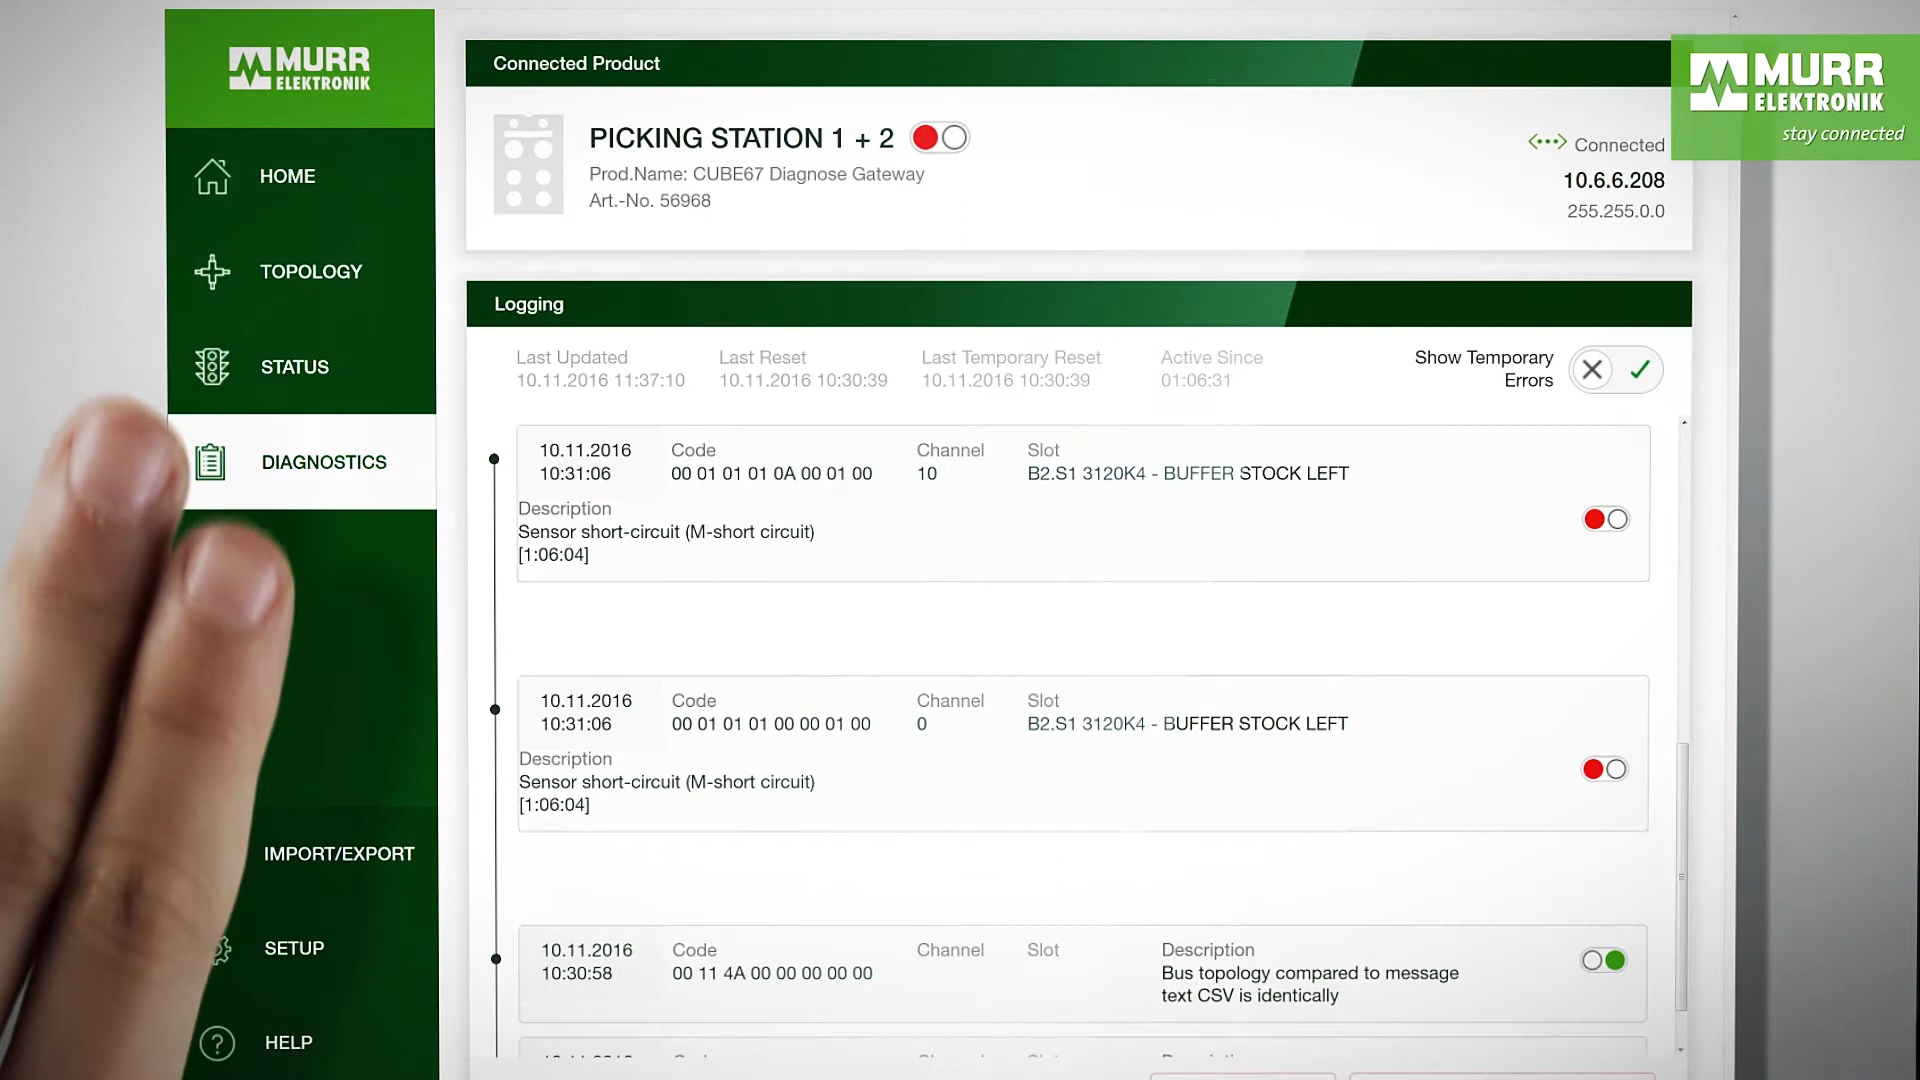 MURR
ELEKTRONIK
HOME
TOPOLOGY
STATUS
DIAGNOSTICS
IMPORT/EXPORT
SETUP
HELP
Connected Product
PICKING STATION 1 + 2
Prod.Name: CUBE67 Diagnose Gateway
Art.-No. 56968
Connected
10.6.6.208
255.255.0.0
MURR
ELEKTRONIK
stay connected
Logging
Last Updated
10.11.2016 11:37:10
Last Reset
10.11.2016 10:30:39
Last Temporary Reset
10.11.2016 10:30:39
Active Since
01:06:31
Show Temporary
Errors
10.11.2016
10:31:06
Code
00 01 01 01 0A 00 01 00
Channel
10
Slot
B2.S1 3120K4 - BUFFER STOCK LEFT
Description
Sensor short-circuit (M-short circuit)
[1:06:04]
10.11.2016
10:31:06
Code
00 01 01 01 00 00 01 00
Channel
0
Slot
B2.S1 3120K4 - BUFFER STOCK LEFT
Description
Sensor short-circuit (M-short circuit)
[1:06:04]
10.11.2016
10:30:58
Code
00 11 4A 00 00 00 00 00
Channel
Slot
Description
Bus topology compared to message
text CSV is identically